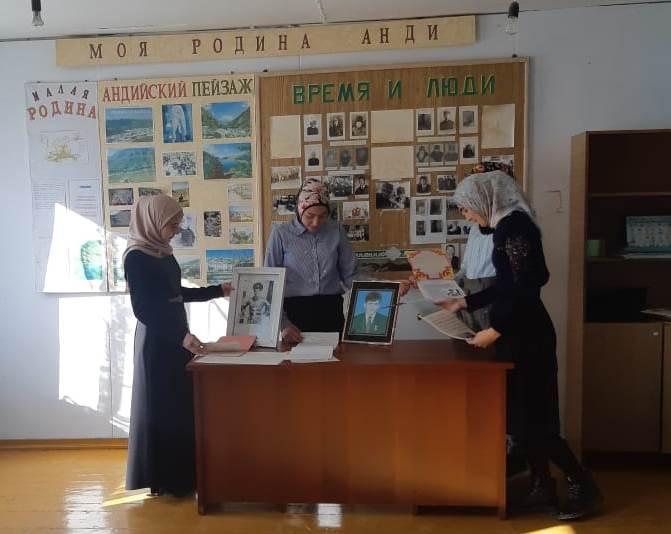 МОЯ РОДИНА АНДИ
МАЛАЯ
РОДИНА
АНДИЙСКИЙ ПЕЙЗАЖ
ВРЕМЯ И ЛЮДИ